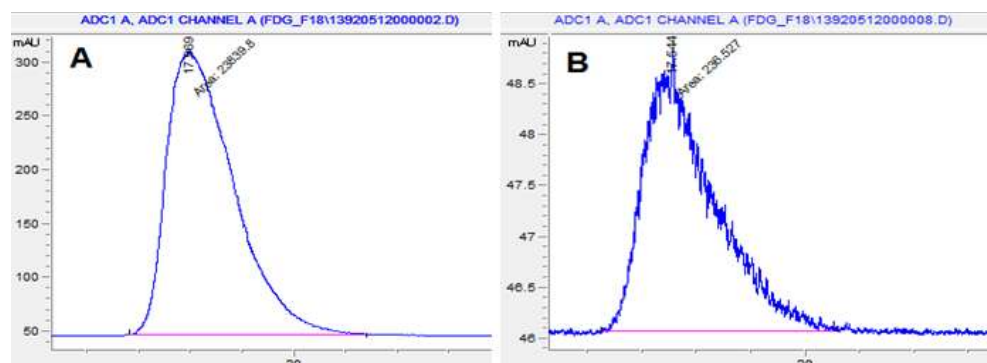 ADC1 A, ADC1 CHANNEL A (FDG_F18\13920512000002.D)
mAU
A
Area: 23839.8
300
250
200
150
100
50
20
ADC1 A, ADC1 CHANNEL A (FDG_F18\13920512000008.D)
mAU
B
17.544
Area: 236.527
48.5
48
47.5
47
46.5
46
20